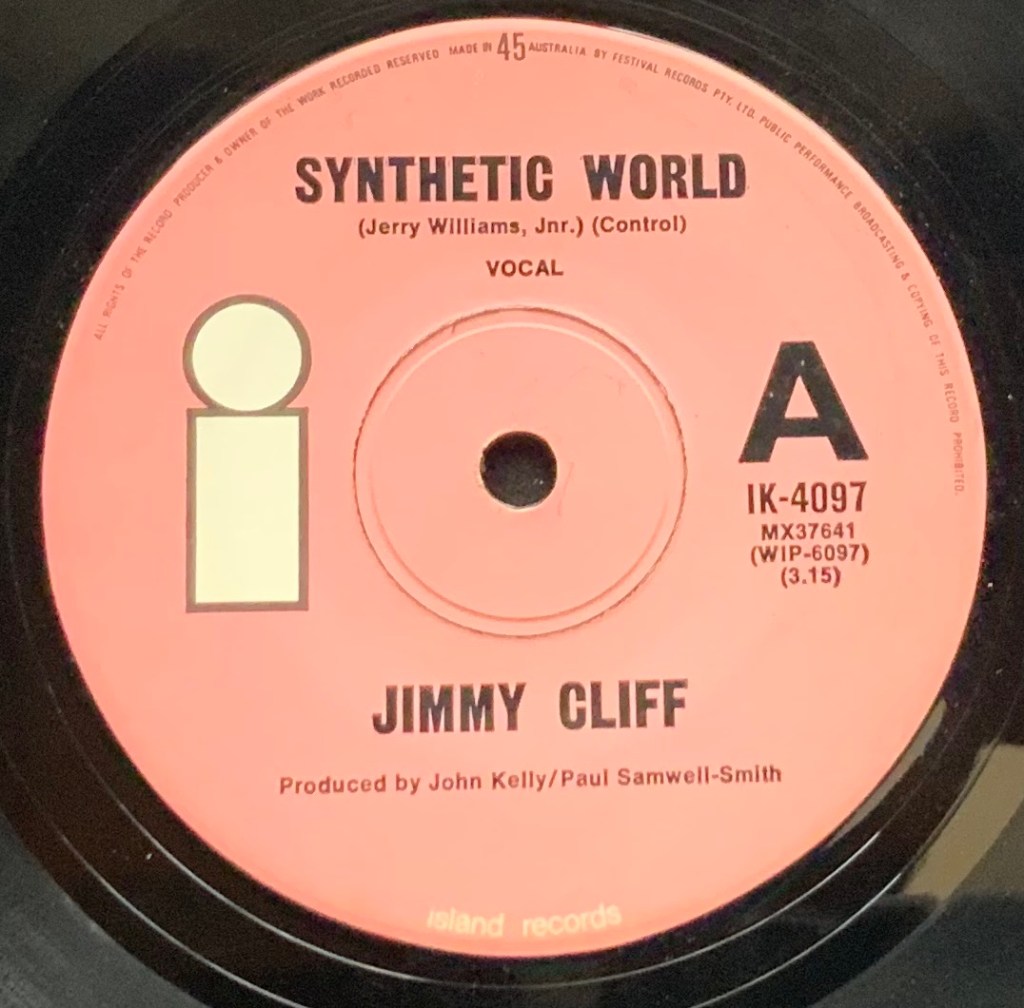 ALL RIGHTS OF THE RECORD PRODUCER & OWNER OF THE WORK RECORDED RESERVED MADE IN 45 AUSTRALIA BY FESTIVAL RECORDS PTY. LTD. PUBLIC PERFORMANCE BROADCASTING & COPYING OF THIS RECORD PROHIBITED.
SYNTHETIC WORLD
(Jerry Williams, Jnr.) (Control)
VOCAL
i
A
IK-4097
MX37641
(WIP-6097)
(3.15)
JIMMY CLIFF
Produced by John Kelly/Paul Samwell-Smith
island records